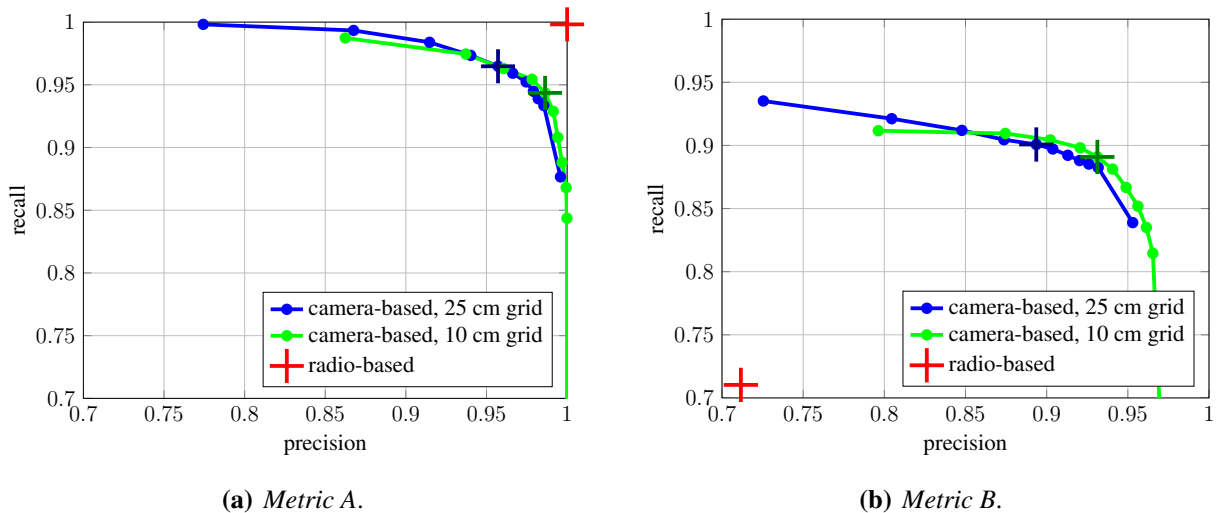 1
0.95
0.9
0.85
0.8
0.75
0.7
recall
0.7 0.75 0.8 0.85 0.9 0.95 1
precision
camera-based, 25 cm grid
camera-based, 10 cm grid
radio-based
(a) Metric A.
1
0.95
0.9
0.85
0.8
0.75
0.7
recall
0.7 0.75 0.8 0.85 0.9 0.95 1
precision
camera-based, 25 cm grid
camera-based, 10 cm grid
radio-based
(b) Metric B.